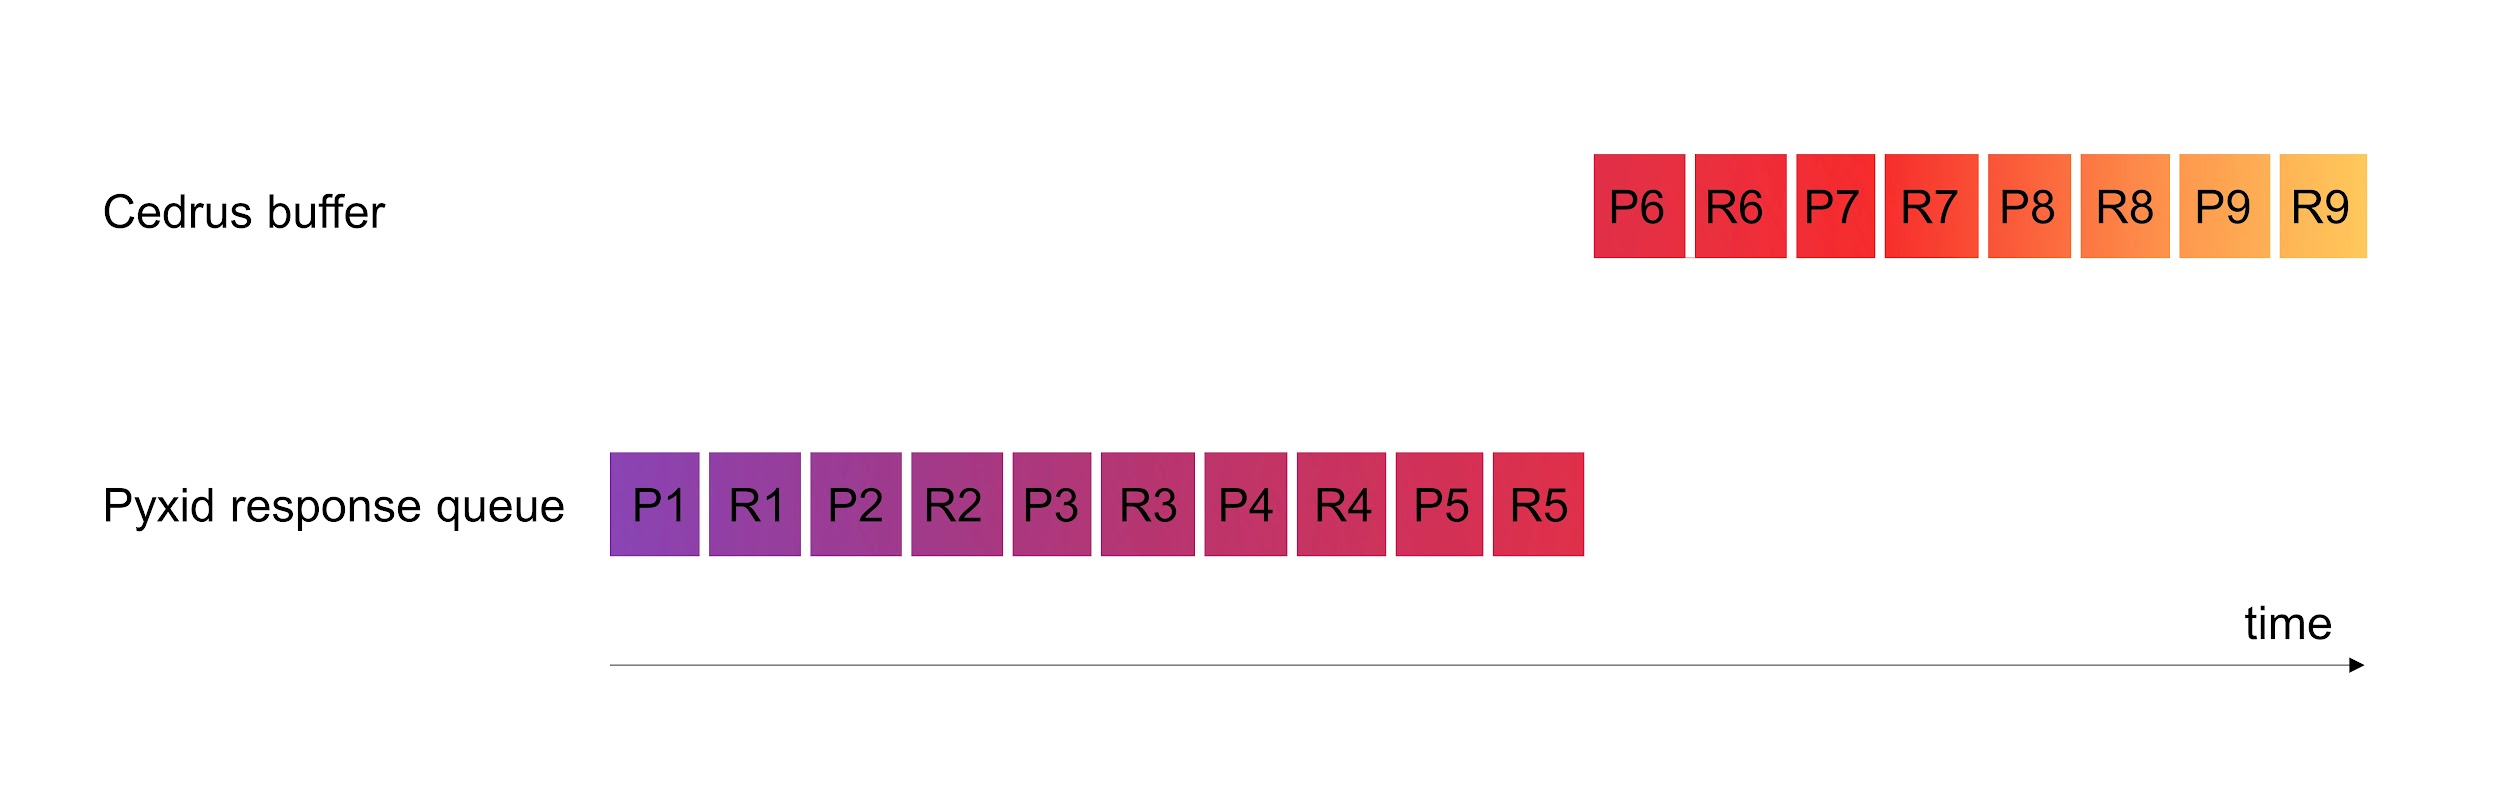 Cedrus buffer
P6 R6 P7 R7 P8 R8 P9 R9
Pyxid response queue
P1 R1 P2 R2 P3 R3 P4 R4 P5 R5
time